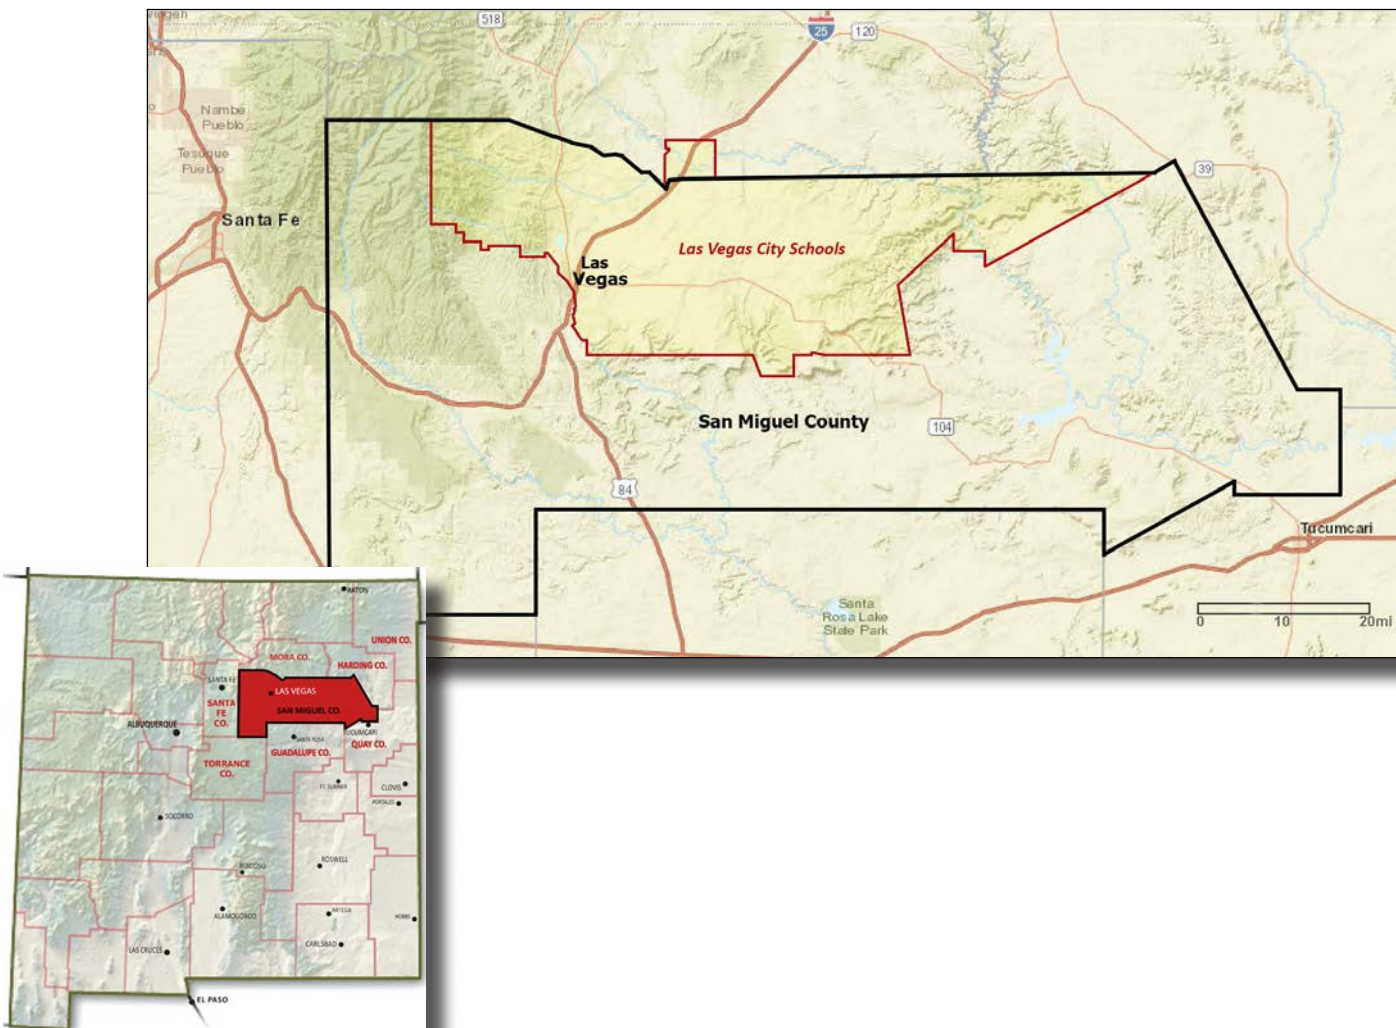 518
25
120
Nambé
Pueblo
Tesuque
Pueblo
39
Santa Fe
Las Vegas City Schools
Las
Vegas
San Miguel County
104
84
Tucumcari
Santa
Rosa Lake
State Park
0 10 20mi
RATON
UNION CO.
MORA CO.
HARDING CO.
SANTA FE
LAS VEGAS
SANTA
FE
CO.
SAN MIGUEL CO.
ALBUQUERQUE
TUCUMCARI
SANTA ROSA
QUAY CO.
GUADALUPE CO.
TORRANCE
CO.
FT. SUMNER
CLOVIS
PORTALES
SOCORRO
ROSWELL
RUIDOSO
ALAMOGORDO
ARTESIA
HOBBS
LAS CRUCES
CARLSBAD
EL PASO